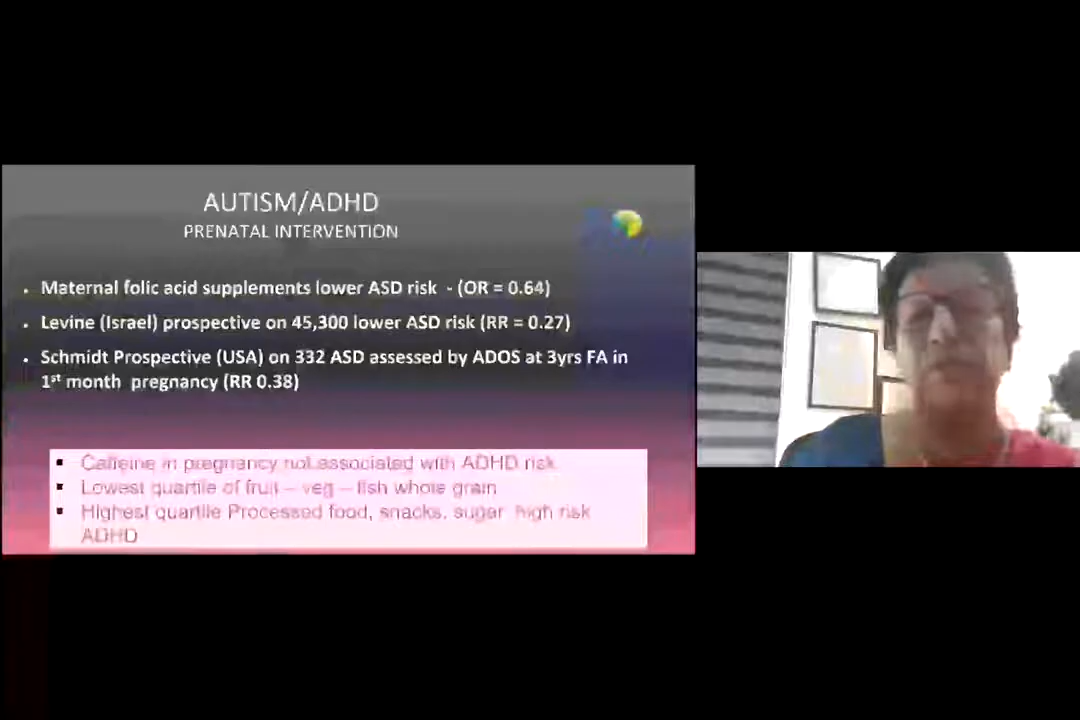 AUTISM/ADHD
PRENATAL INTERVENTION
• Maternal folic acid supplements lower ASD risk - (OR = 0.64)
• Levine (Israel) prospective on 45,300 lower ASD risk (RR = 0.27)
• Schmidt Prospective (USA) on 332 ASD assessed by ADOS at 3yrs FA in
1st month pregnancy (RR 0.38)
▪ Caffeine in pregnancy not associated with ADHD risk
▪ Lowest quartile of fruit – veg – fish whole grain
▪ Highest quartile Processed food, snacks, sugar high risk
ADHD